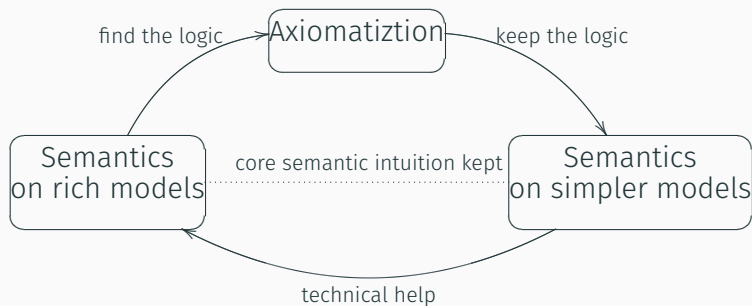 Axiomatiztion
find the logic
keep the logic
Semantics
on rich models
core semantic intuition kept
Semantics
on simpler models
technical help